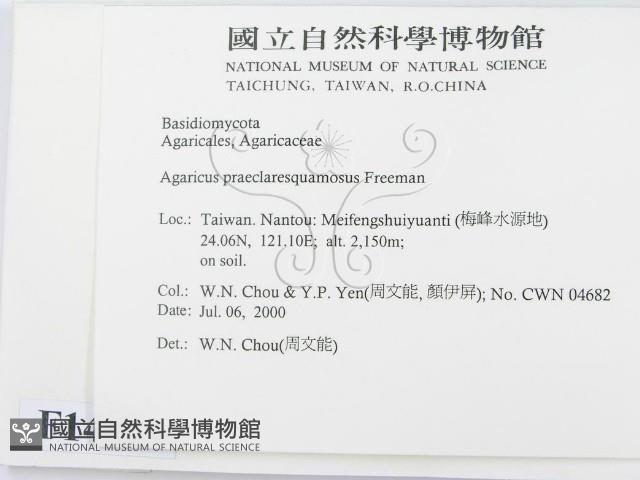 國立自然科學博物館
NATIONAL MUSEUM OF NATURAL SCIENCE
TAICHUNG, TAIWAN, R.O.CHINA
Basidiomycota
Agaricales, Agaricaceae
Agaricus praeclaresquamosus Freeman
Loc.: Taiwan. Nantou: Meifengshuiyuanti (梅峰水源地)
24.06N, 121.10E; alt. 2,150m;
on soil.
Col.: W.N. Chou & Y.P. Yen(周文能, 顏伊屏); No. CWN 04682
Date: Jul. 06, 2000
Det.: W.N. Chou(周文能)
國立自然科學博物館
NATIONAL MUSEUM OF NATURAL SCIENCE